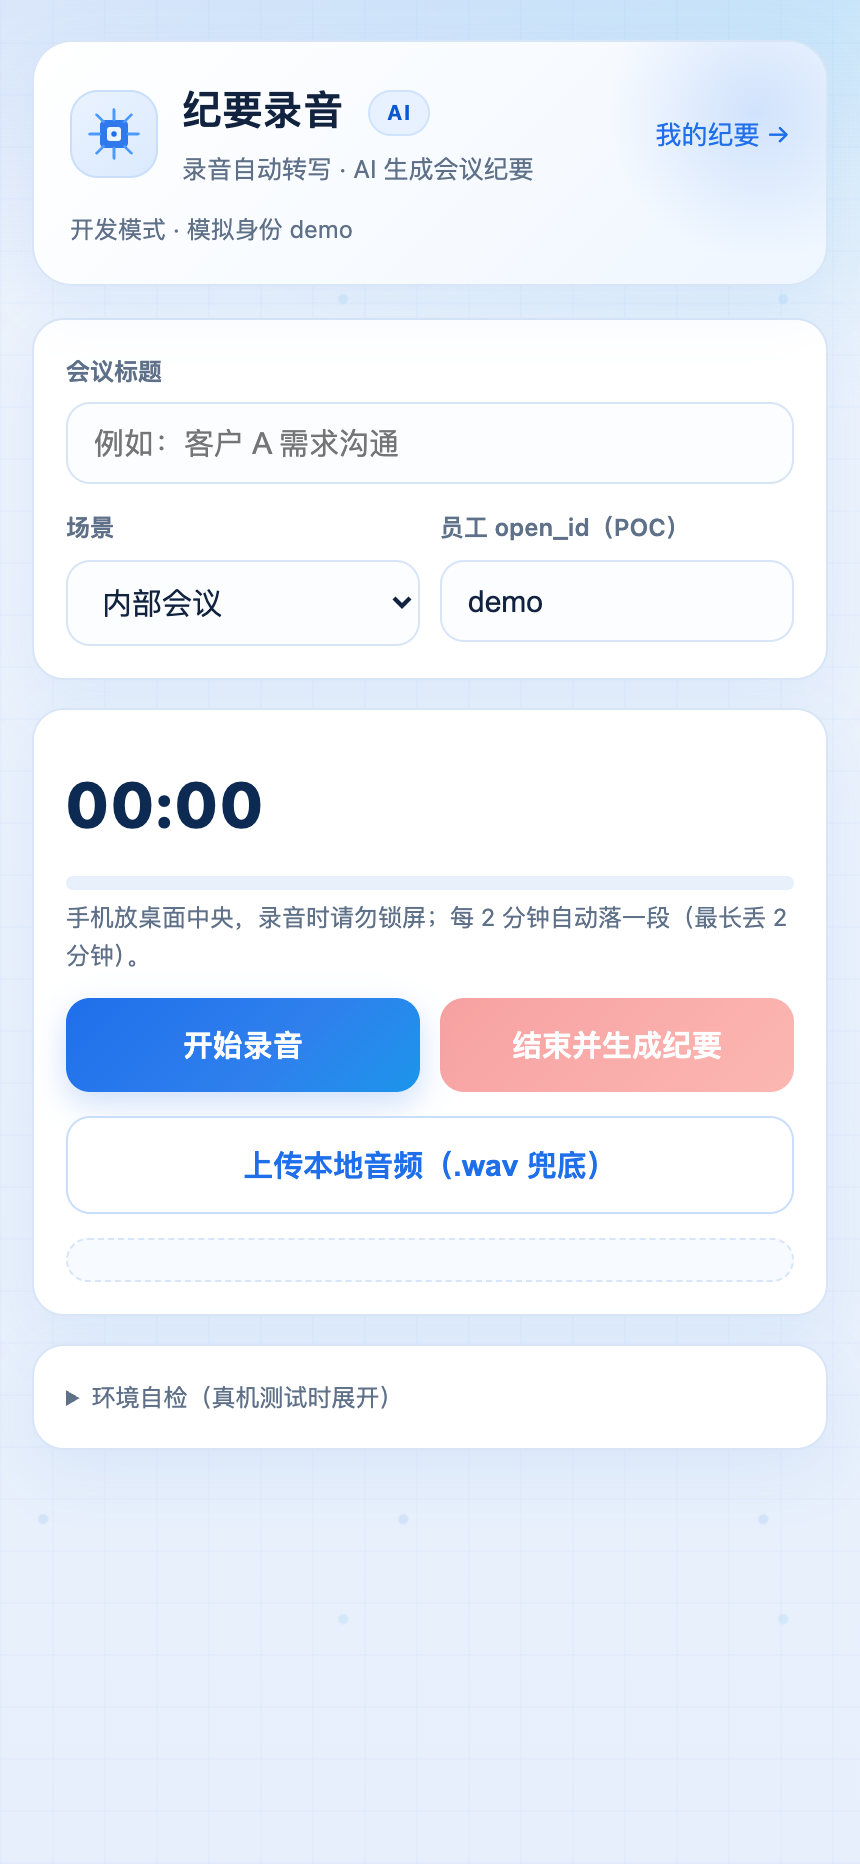 纪要录音 AI
录音自动转写 · AI 生成会议纪要
我的纪要 →
开发模式 · 模拟身份 demo
会议标题
例如：客户 A 需求沟通
场景
员工 open_id（POC）
内部会议
demo
00:00
手机放桌面中央，录音时请勿锁屏；每 2 分钟自动落一段（最长丢 2
分钟）。
开始录音
结束并生成纪要
上传本地音频（.wav 兜底）
▶ 环境自检（真机测试时展开）